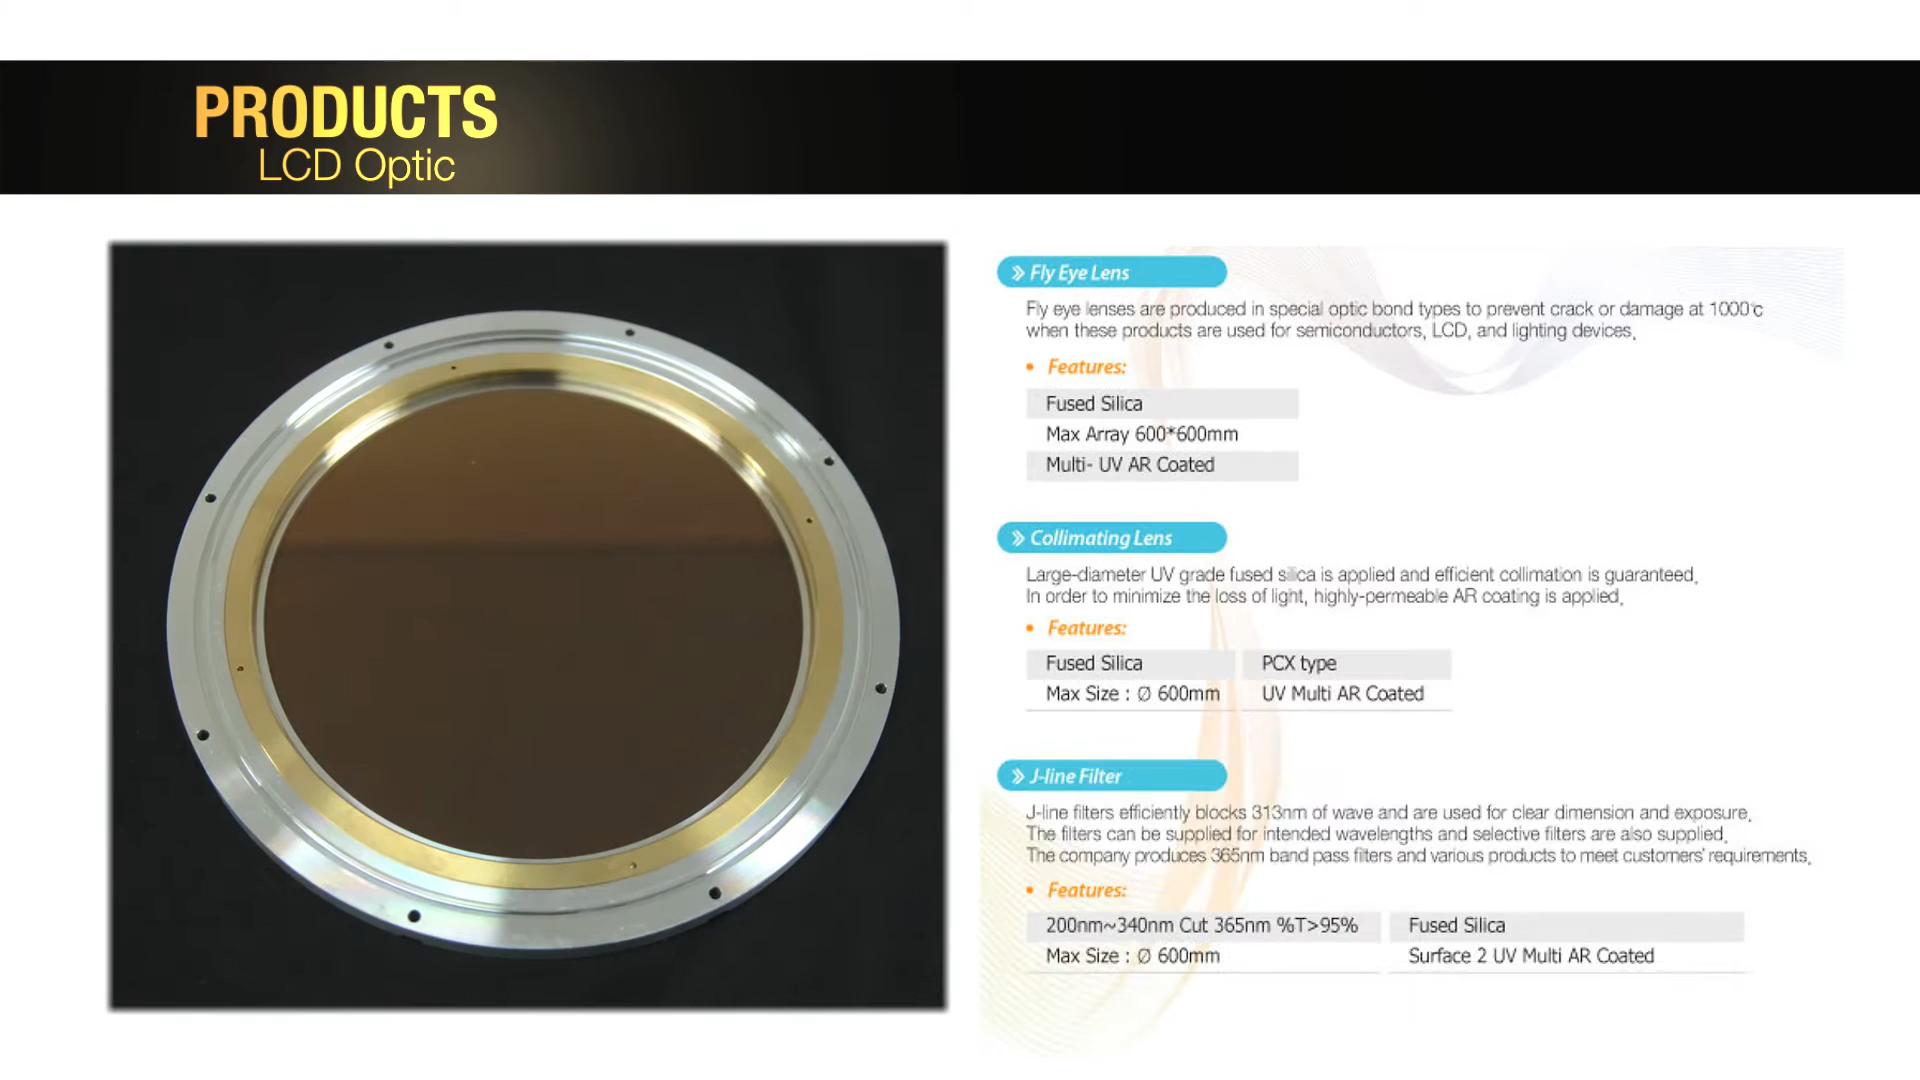 PRODUCTS
LCD Optic
Fly Eye Lens
Fly eye lenses are produced in special optic bond types to prevent crack or damage at 1000℃
when these products are used for semiconductors, LCD, and lighting devices.
• Features:
Fused Silica
Max Array 600*600mm
Multi- UV AR Coated
Collimating Lens
Large-diameter UV grade fused silica is applied and efficient collimation is guaranteed.
In order to minimize the loss of light, highly-permeable AR coating is applied.
• Features:
Fused Silica PCX type
Max Size : Ø 600mm UV Multi AR Coated
J-line Filter
J-line filters efficiently blocks 313nm of wave and are used for clear dimension and exposure.
The filters can be supplied for intended wavelengths and selective filters are also supplied.
The company produces 365nm band pass filters and various products to meet customers' requirements.
• Features:
200nm~340nm Cut 365nm %T>95% Fused Silica
Max Size : Ø 600mm Surface 2 UV Multi AR Coated